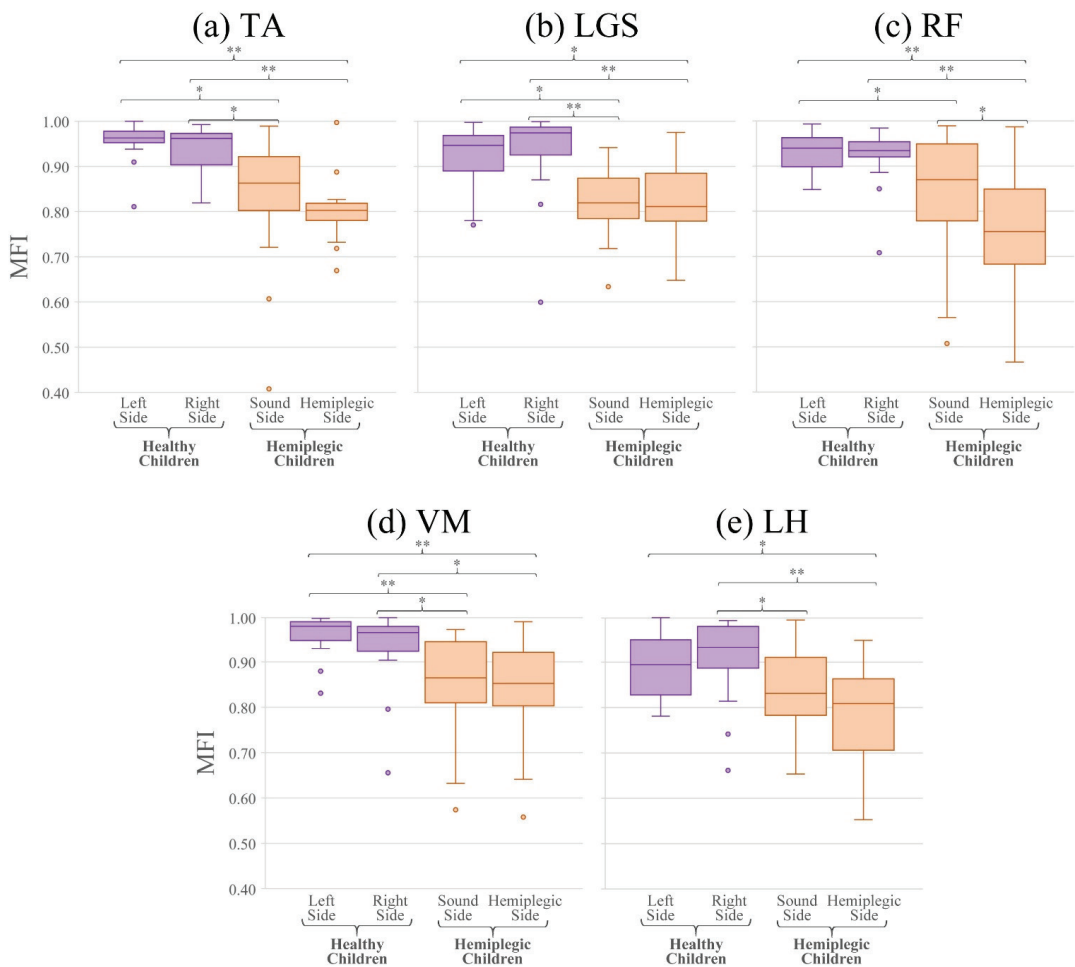 (a) TA
(b) LGS
(c) RF
**
*
**
**
**
**
*
*
*
*
**
*
1.00
0.90
0.80
0.70
0.60
0.50
0.40
MFI
Left Side
Right Side
Sound Side
Hemiplegic Side
Healthy Children
Hemiplegic Children
Left Side
Right Side
Sound Side
Hemiplegic Side
Healthy Children
Hemiplegic Children
Left Side
Right Side
Sound Side
Hemiplegic Side
Healthy Children
Hemiplegic Children
(d) VM
(e) LH
**
*
*
**
**
*
*
1.00
0.90
0.80
0.70
0.60
0.50
0.40
MFI
Left Side
Right Side
Sound Side
Hemiplegic Side
Healthy Children
Hemiplegic Children
Left Side
Right Side
Sound Side
Hemiplegic Side
Healthy Children
Hemiplegic Children